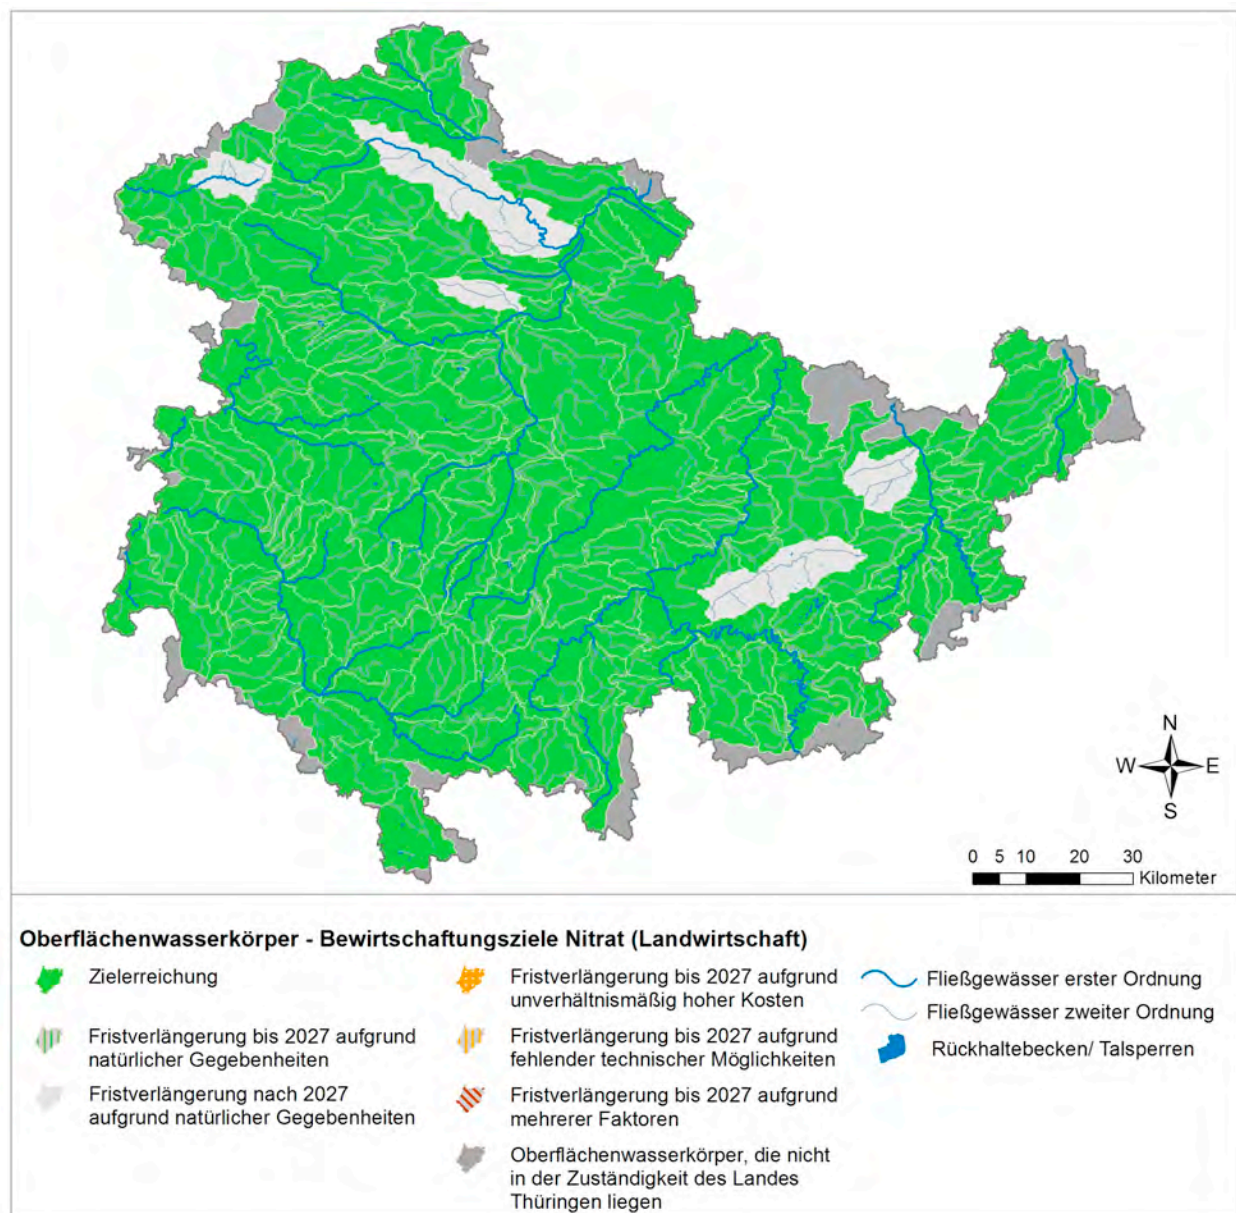 N
W E
S
0 5 10 20 30
Kilometer
Oberflächenwasserkörper - Bewirtschaftungsziele Nitrat (Landwirtschaft)
Zielerreichung
Fristverlängerung bis 2027 aufgrund
natürlicher Gegebenheiten
Fristverlängerung nach 2027
aufgrund natürlicher Gegebenheiten
Fristverlängerung bis 2027 aufgrund
unverhältnismäßig hoher Kosten
Fristverlängerung bis 2027 aufgrund
fehlender technischer Möglichkeiten
Fristverlängerung bis 2027 aufgrund
mehrerer Faktoren
Oberflächenwasserkörper, die nicht
in der Zuständigkeit des Landes
Thüringen liegen
Fließgewässer erster Ordnung
Fließgewässer zweiter Ordnung
Rückhaltebecken/ Talsperren